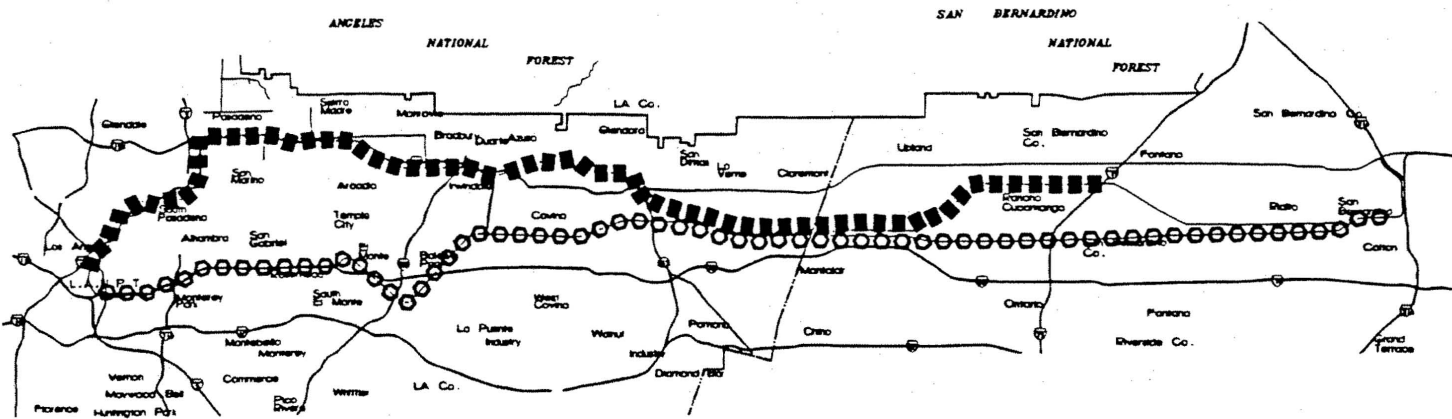 SAN BERNARDINO
NATIONAL
FOREST
ANGELES
NATIONAL
FOREST
LA Co.
Glendale
Pasadena
Sierra
Madre
Monrovia
Bradbury
Duarte
Azusa
Glendora
San
Dimas
La
Verne
Claremont
Upland
San Bernardino
Co.
Fontana
San Bernardino Co.
San
Marino
Arcadia
Irwindale
South
Pasadena
Rancho
Cucamonga
Rialto
San
Alhambra
San
Gabriel
Temple
City
El
Monte
Covina
Montclair
Co.
Colton
L.A.U.P.T.
Monterey
Park
South
El Monte
West
Covina
Ontario
Montebello
Monterey
La Puente
Industry
Walnut
Industry
Pomona
Chino
Fontana
Riverside Co.
Grand
Terrace
Diamond Bar
Vernon
Maywood Bell
Huntington Park
Florence
Commerce
Pico
Rivera
Whittier
LA Co.